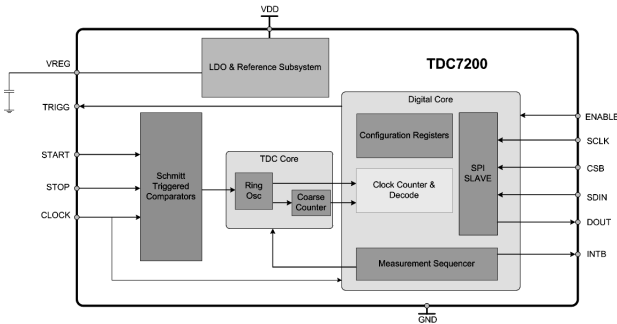 VDD
VREG
LDO & Reference Subsystem
TDC7200
TRIGG
Digital Core
ENABLE
Configuration Registers
SPI
SLAVE
SCLK
START
Schmitt
Triggered
Comparators
TDC Core
CSB
STOP
Ring
Osc
Clock Counter &
Decode
SDIN
CLOCK
Coarse
Counter
DOUT
Measurement Sequencer
INTB
GND